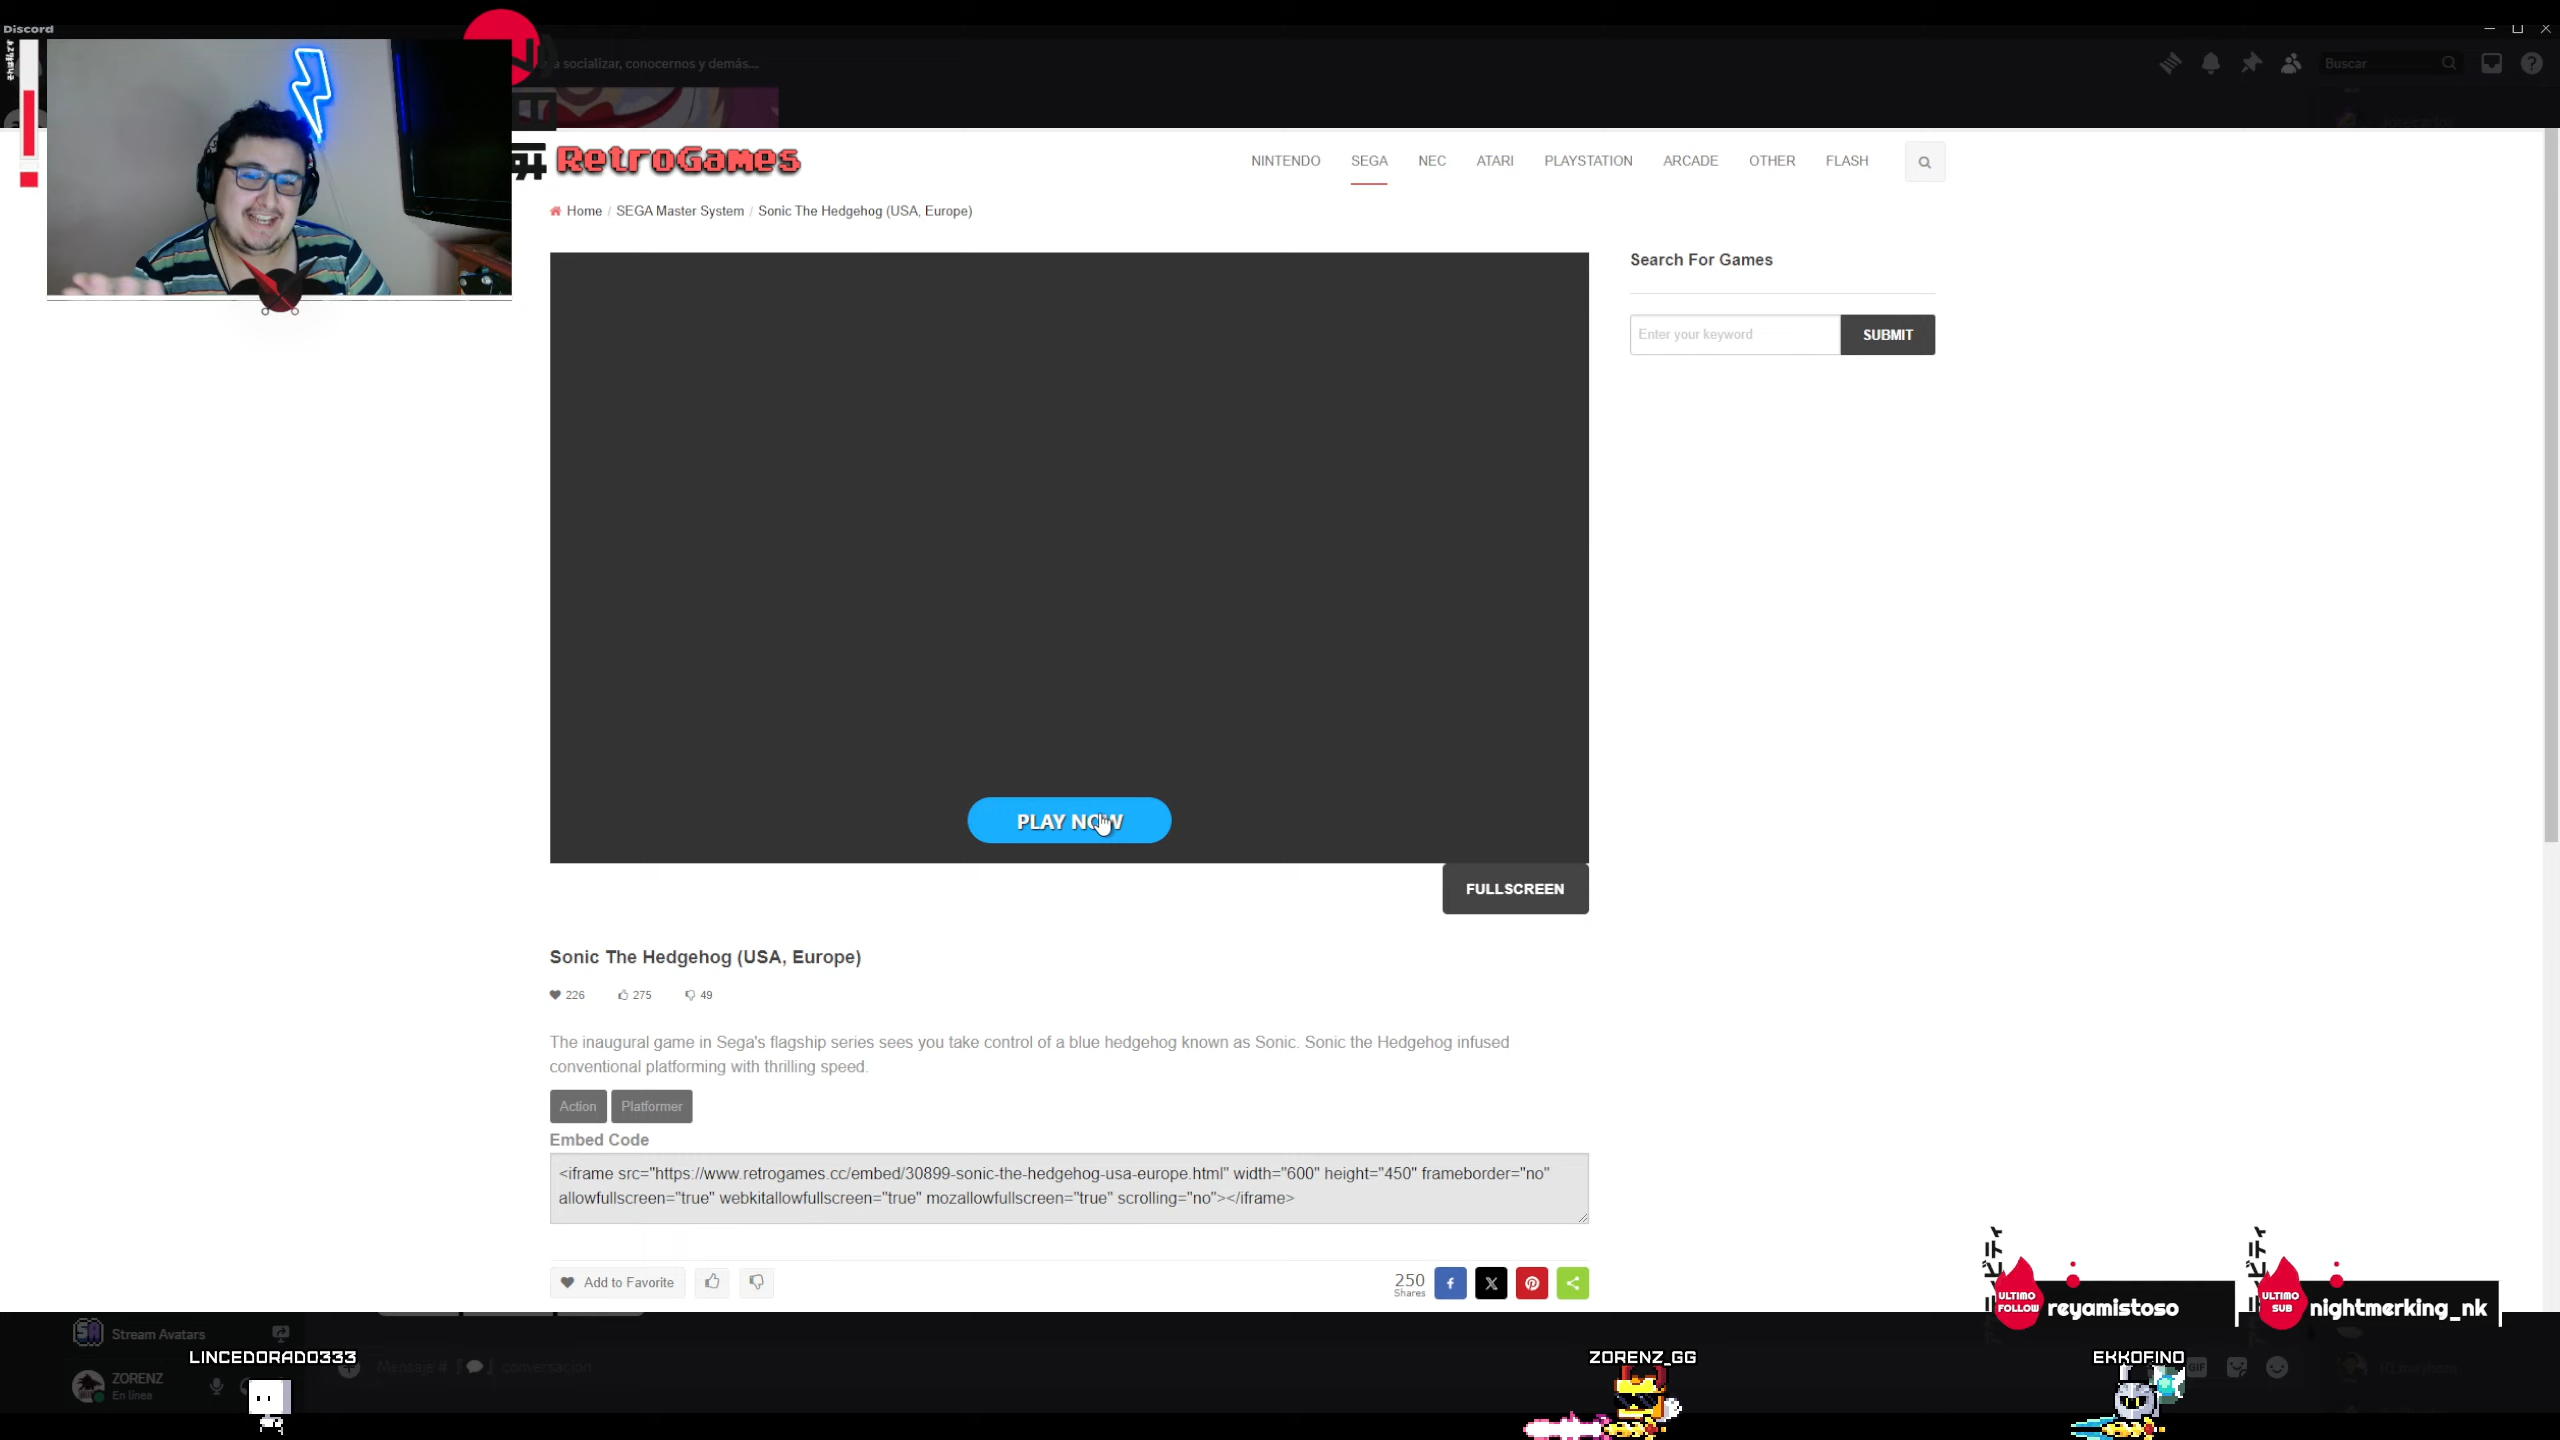 Discord
a socializar, conocernos y demás...
Buscar
RetroGames
NINTENDO SEGA NEC ATARI PLAYSTATION ARCADE OTHER FLASH
Home / SEGA Master System / Sonic The Hedgehog (USA, Europe)
Search For Games
Enter your keyword
SUBMIT
PLAY NOW
FULLSCREEN
Sonic The Hedgehog (USA, Europe)
226 275 49
The inaugural game in Sega's flagship series sees you take control of a blue hedgehog known as Sonic. Sonic the Hedgehog infused
conventional platforming with thrilling speed.
Action Platformer
Embed Code
<iframe src="https://www.retrogames.cc/embed/30899-sonic-the-hedgehog-usa-europe.html" width="600" height="450" frameborder="no"
allowfullscreen="true" webkitallowfullscreen="true" mozallowfullscreen="true" scrolling="no"></iframe>
Add to Favorite
250
Shares
ULTIMO
FOLLOW
reyamistoso
ULTIMO
SUB
nightmerking_nk
Stream Avatars
LINCEDORADO333
Mensaje # conversacion
ZORENZ
En línea
ZORENZ_GG
EKKOFINO
GIF